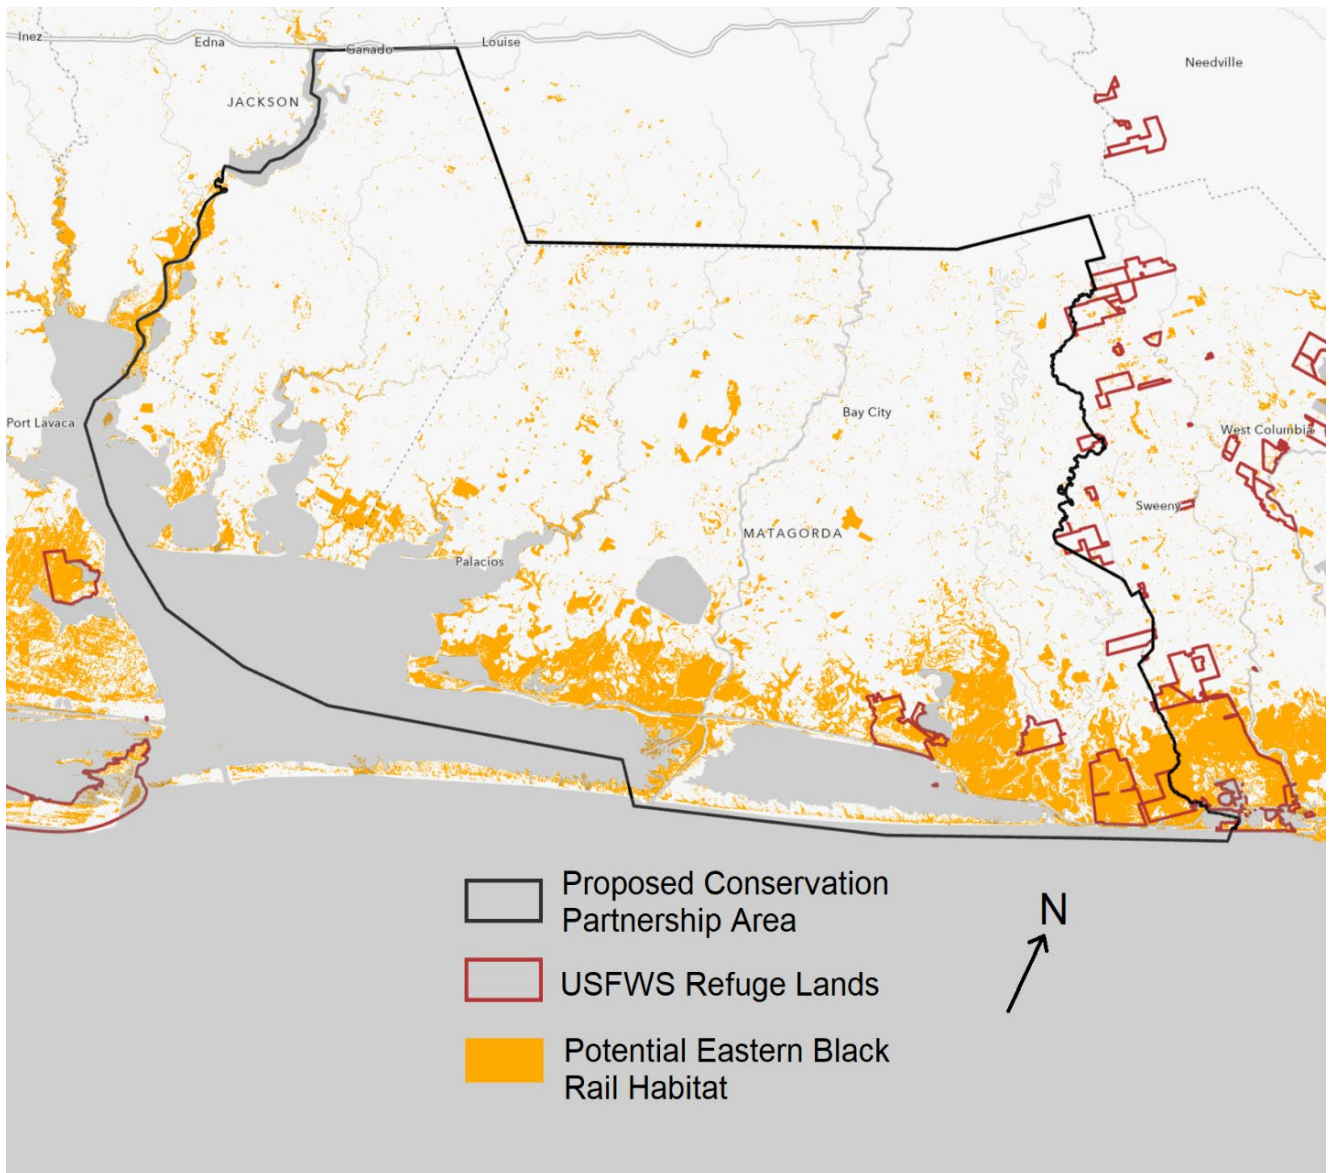 Inez
Edna
Ganado
Louise
Needville
JACKSON
Port Lavaca
Bay City
West Columbia
Sweeny
MATAGORDA
Palacios
Proposed Conservation
Partnership Area
N
USFWS Refuge Lands
Potential Eastern Black
Rail Habitat